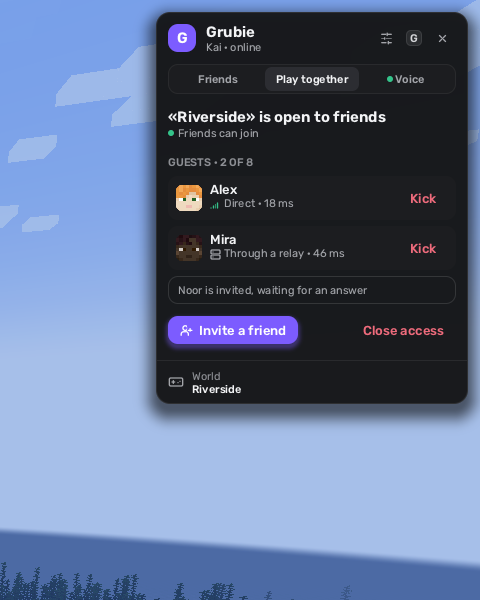 G
Grubie
Kai • online
G
Friends
Play together
Voice
«Riverside» is open to friends
Friends can join
GUESTS • 2 OF 8
Alex
Direct • 18 ms
Kick
Mira
Through a relay • 46 ms
Kick
Noor is invited, waiting for an answer
Invite a friend
Close access
World
Riverside